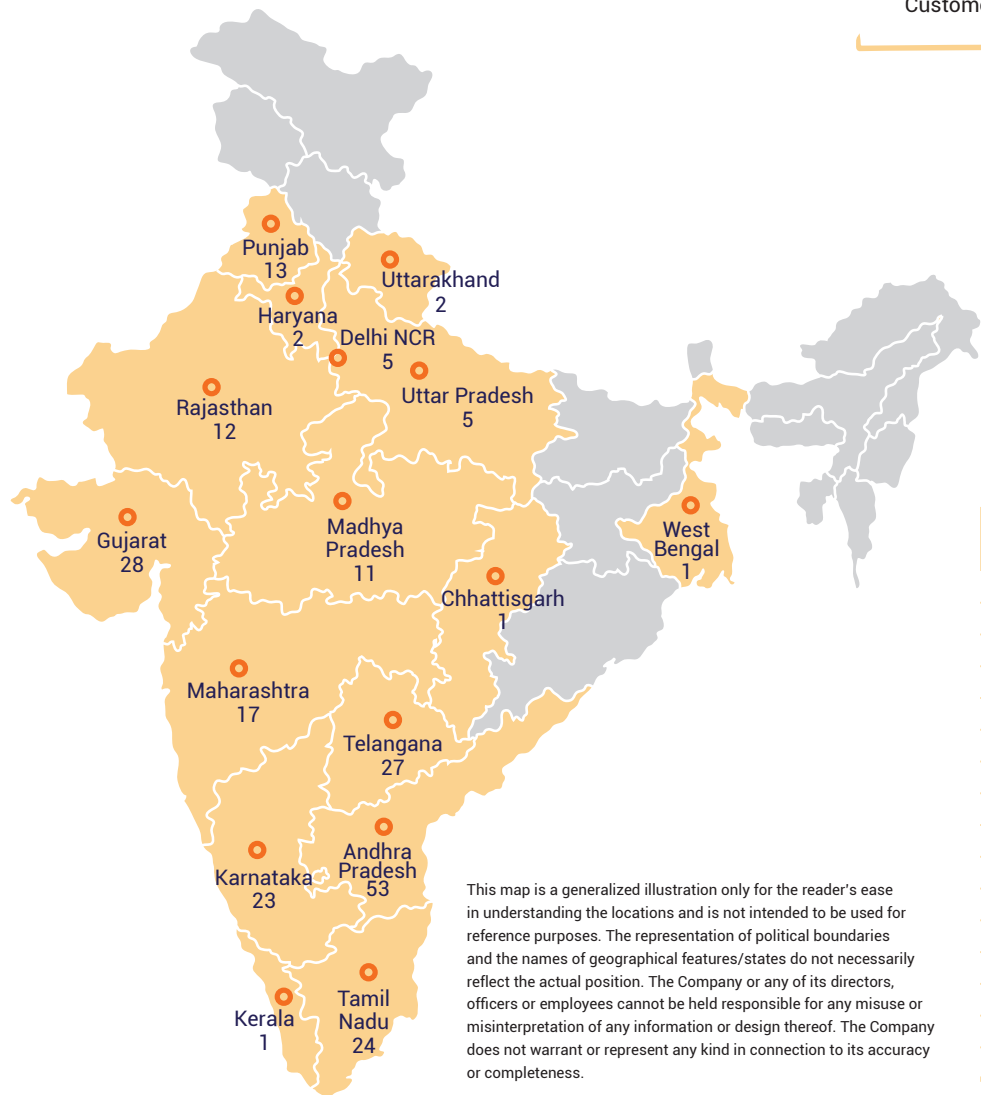 Custome
Punjab
13
Uttarakhand
2
Haryana
2
Delhi NCR
5
Uttar Pradesh
5
Rajasthan
12
Gujarat
28
Madhya
Pradesh
11
West
Bengal
1
Chhattisgarh
1
Maharashtra
17
Telangana
27
Andhra
Pradesh
53
Karnataka
23
Tamil
Nadu
24
Kerala
1
This map is a generalized illustration only for the reader's ease
in understanding the locations and is not intended to be used for
reference purposes. The representation of political boundaries
and the names of geographical features/states do not necessarily
reflect the actual position. The Company or any of its directors,
officers or employees cannot be held responsible for any misuse or
misinterpretation of any information or design thereof. The Company
does not warrant or represent any kind in connection to its accuracy
or completeness.